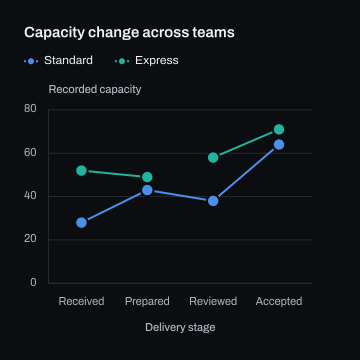 Capacity change across teams
Standard Express
Recorded capacity
80
60
40
20
0
Received Prepared Reviewed Accepted
Delivery stage